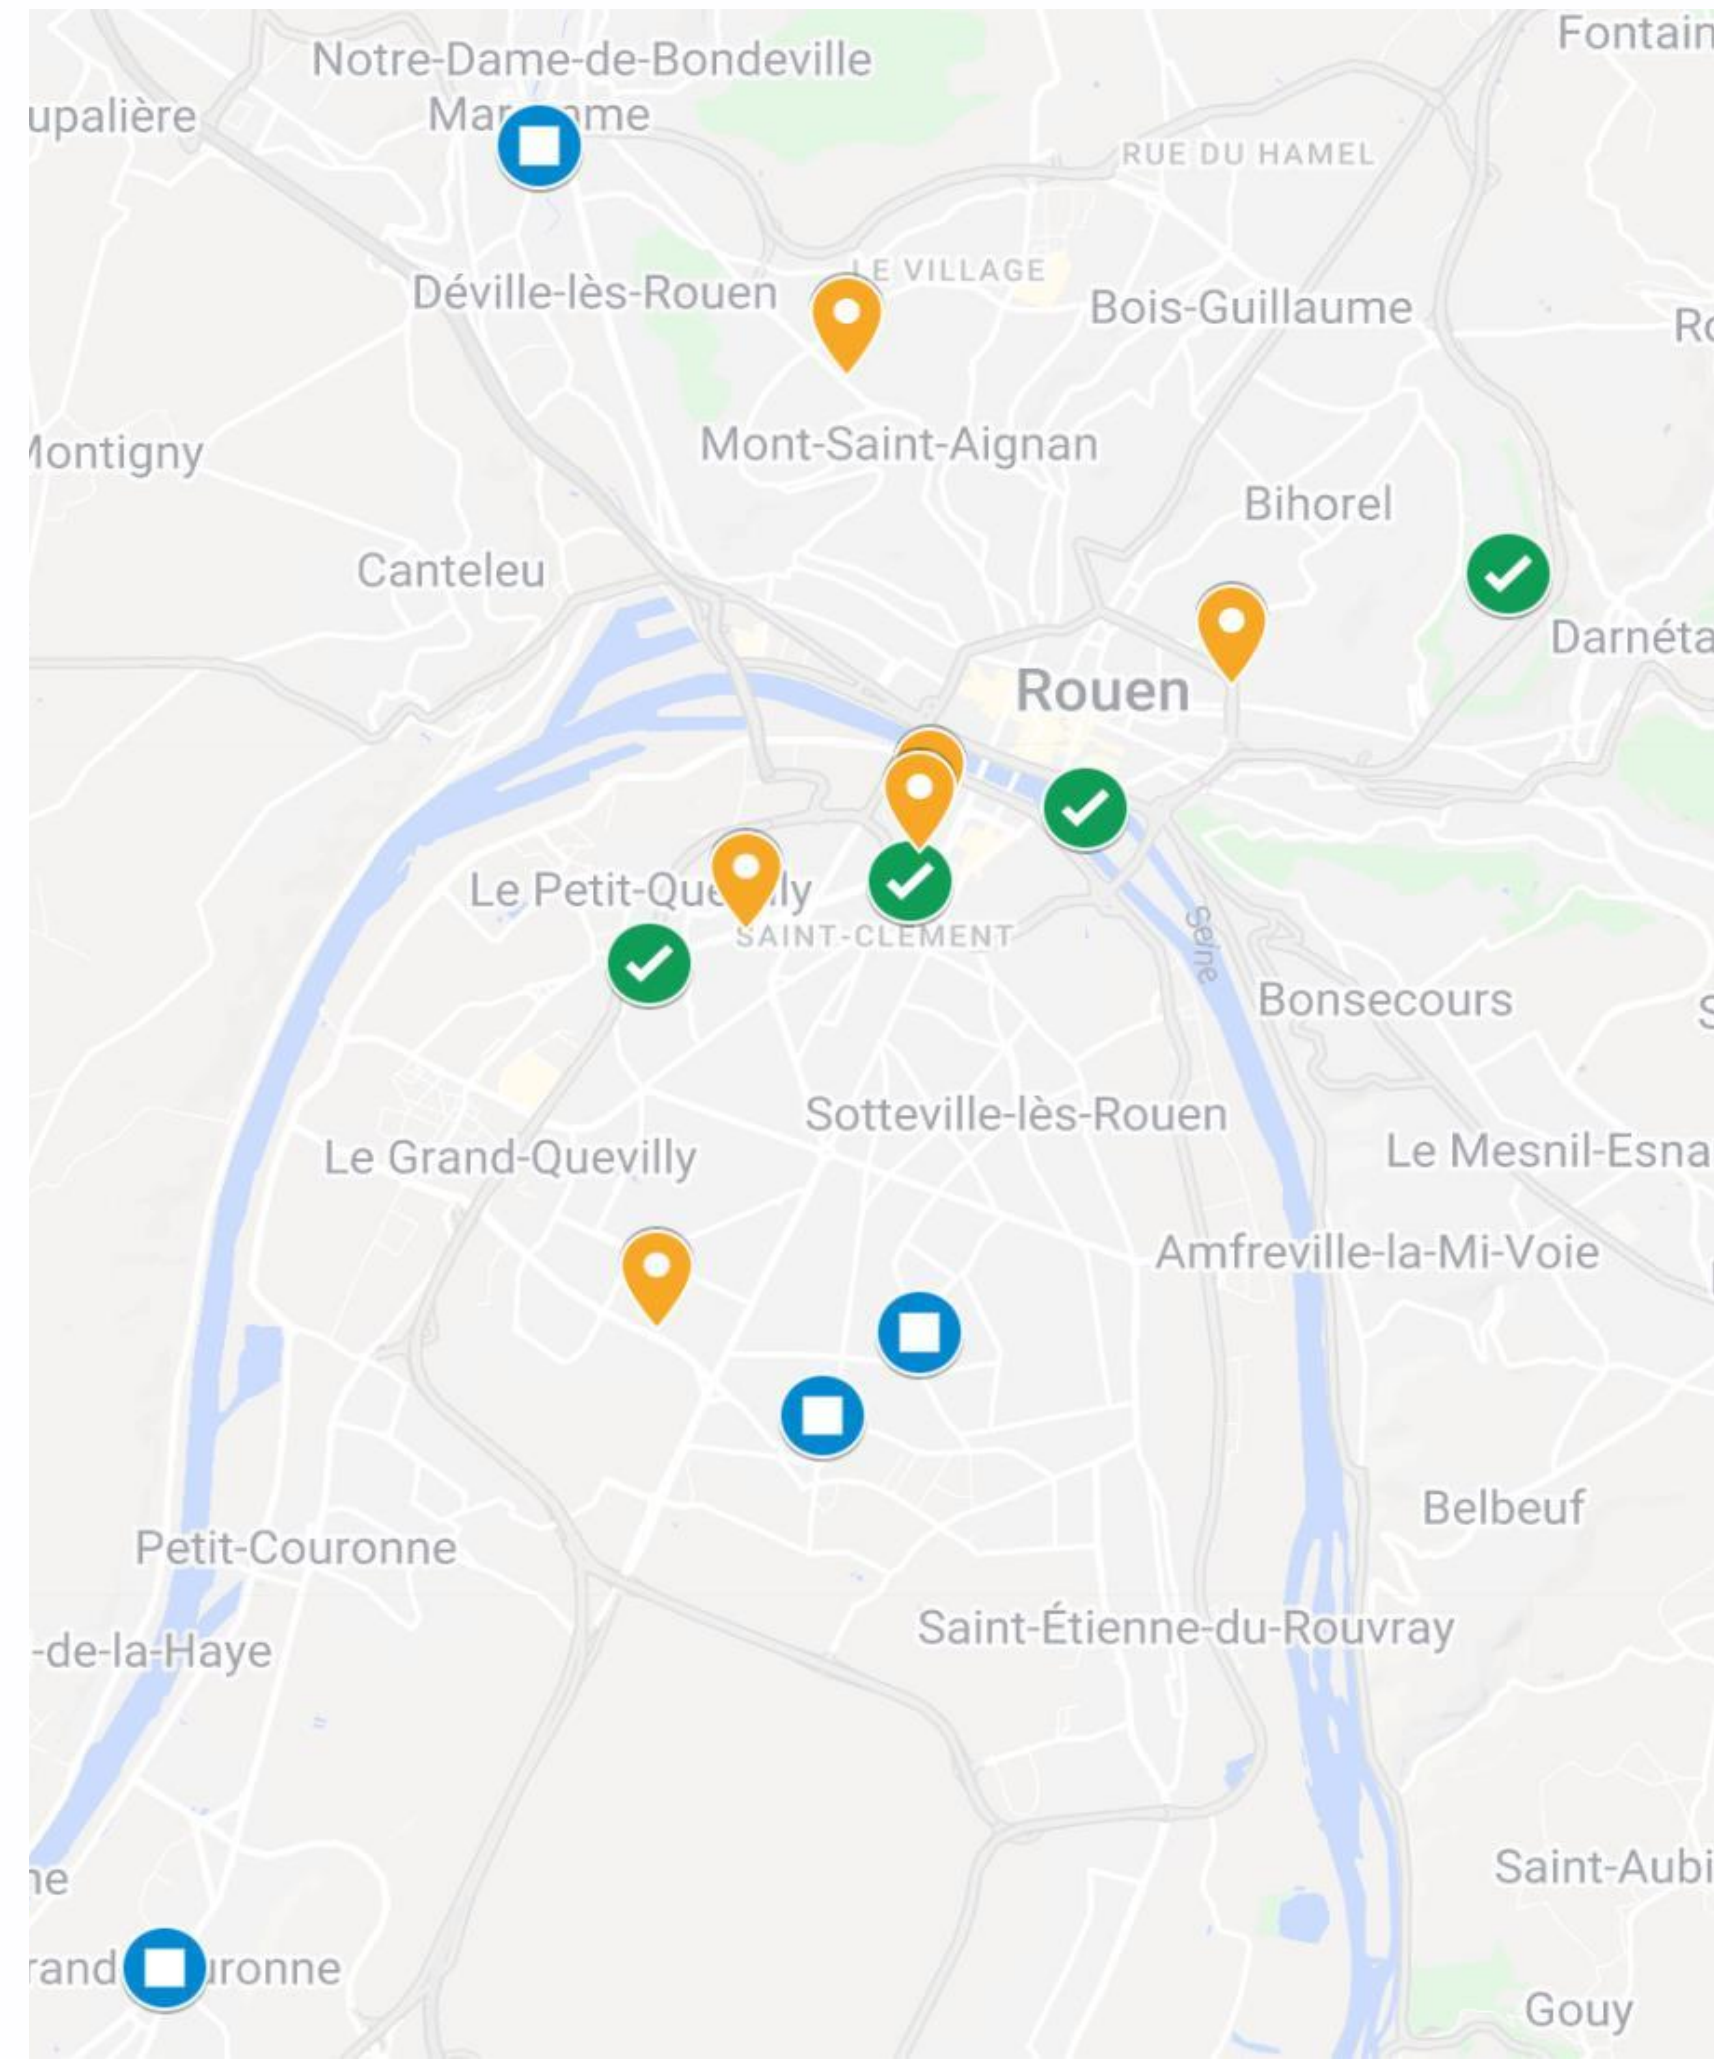 Fontain
Notre-Dame-de-Bondeville
upalière
RUE DU HAMEL
LE VILLAGE
Déville-lès-Rouen
Bois-Guillaume
Mont-Saint-Aignan
Montigny
Bihorel
Canteleu
Darnéta
Rouen
Le Petit-Que lly
SAINT-CLEMENT
Seine
Bonsecours
Sotteville-lès-Rouen
Le Grand-Quevilly
Le Mesnil-Esna
Amfreville-la-Mi-Voie
Belbeuf
Petit-Couronne
Saint-Étienne-du-Rouvray
-de-la-Haye
Saint-Aubi
ne
rand uronne
Gouy